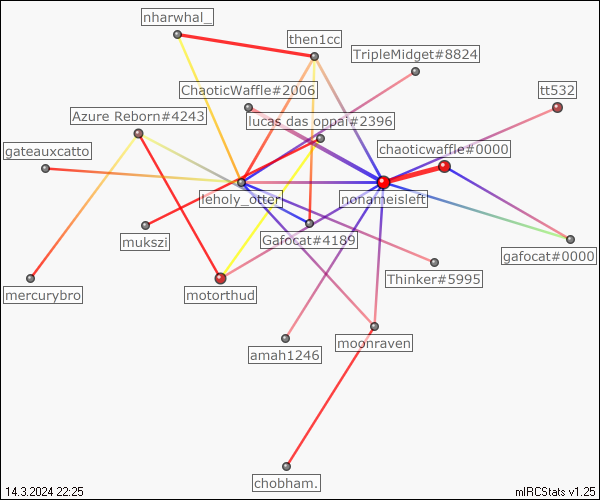 nharwhal_
then1cc
TripleMidget#8824
ChaoticWaffle#2006
tt532
Azure Reborn#4243
lucas das oppai#2396
chaoticwaffle#0000
gateauxcatto
leholy_otter
nonameisleft
mukszi
Gafocat#4189
gafocat#0000
Thinker#5995
mercurybro
motorthud
moonraven
amah1246
chobham.
14.3.2024 22:25
mIRCStats v1.25